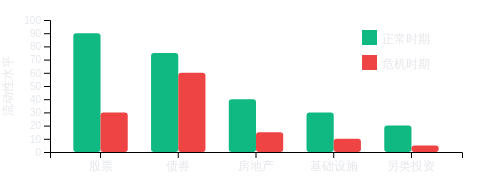 100
90
80
70
60
50
40
30
20
10
0
流动性水平
正常时期
危机时期
股票
债券
房地产
基础设施
另类投资